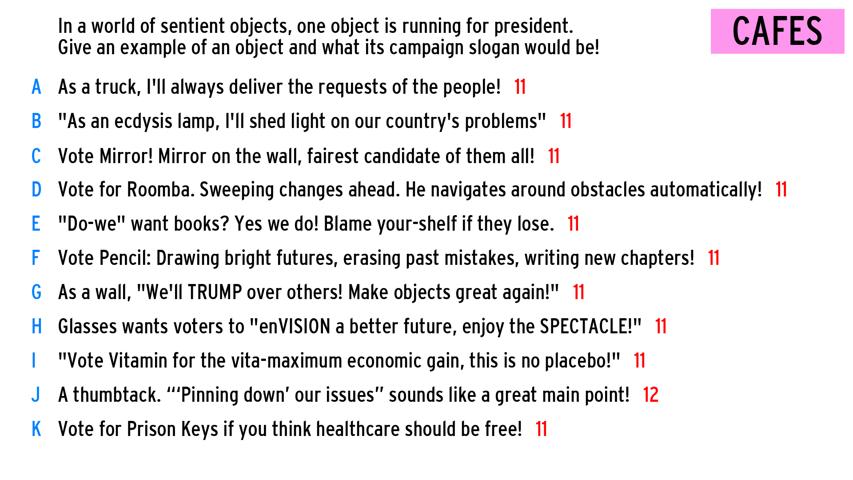 In a world of sentient objects, one object is running for president.
Give an example of an object and what its campaign slogan would be!
CAFES
A As a truck, I'll always deliver the requests of the people! 11
B "As an ecdysis lamp, I'll shed light on our country's problems" 11
C Vote Mirror! Mirror on the wall, fairest candidate of them all! 11
D Vote for Roomba. Sweeping changes ahead. He navigates around obstacles automatically! 11
E "Do-we" want books? Yes we do! Blame your-shelf if they lose. 11
F Vote Pencil: Drawing bright futures, erasing past mistakes, writing new chapters! 11
G As a wall, "We'll TRUMP over others! Make objects great again!" 11
H Glasses wants voters to "enVISION a better future, enjoy the SPECTACLE!" 11
I "Vote Vitamin for the vita-maximum economic gain, this is no placebo!" 11
J A thumbtack. “‘Pinning down’ our issues” sounds like a great main point! 12
K Vote for Prison Keys if you think healthcare should be free! 11